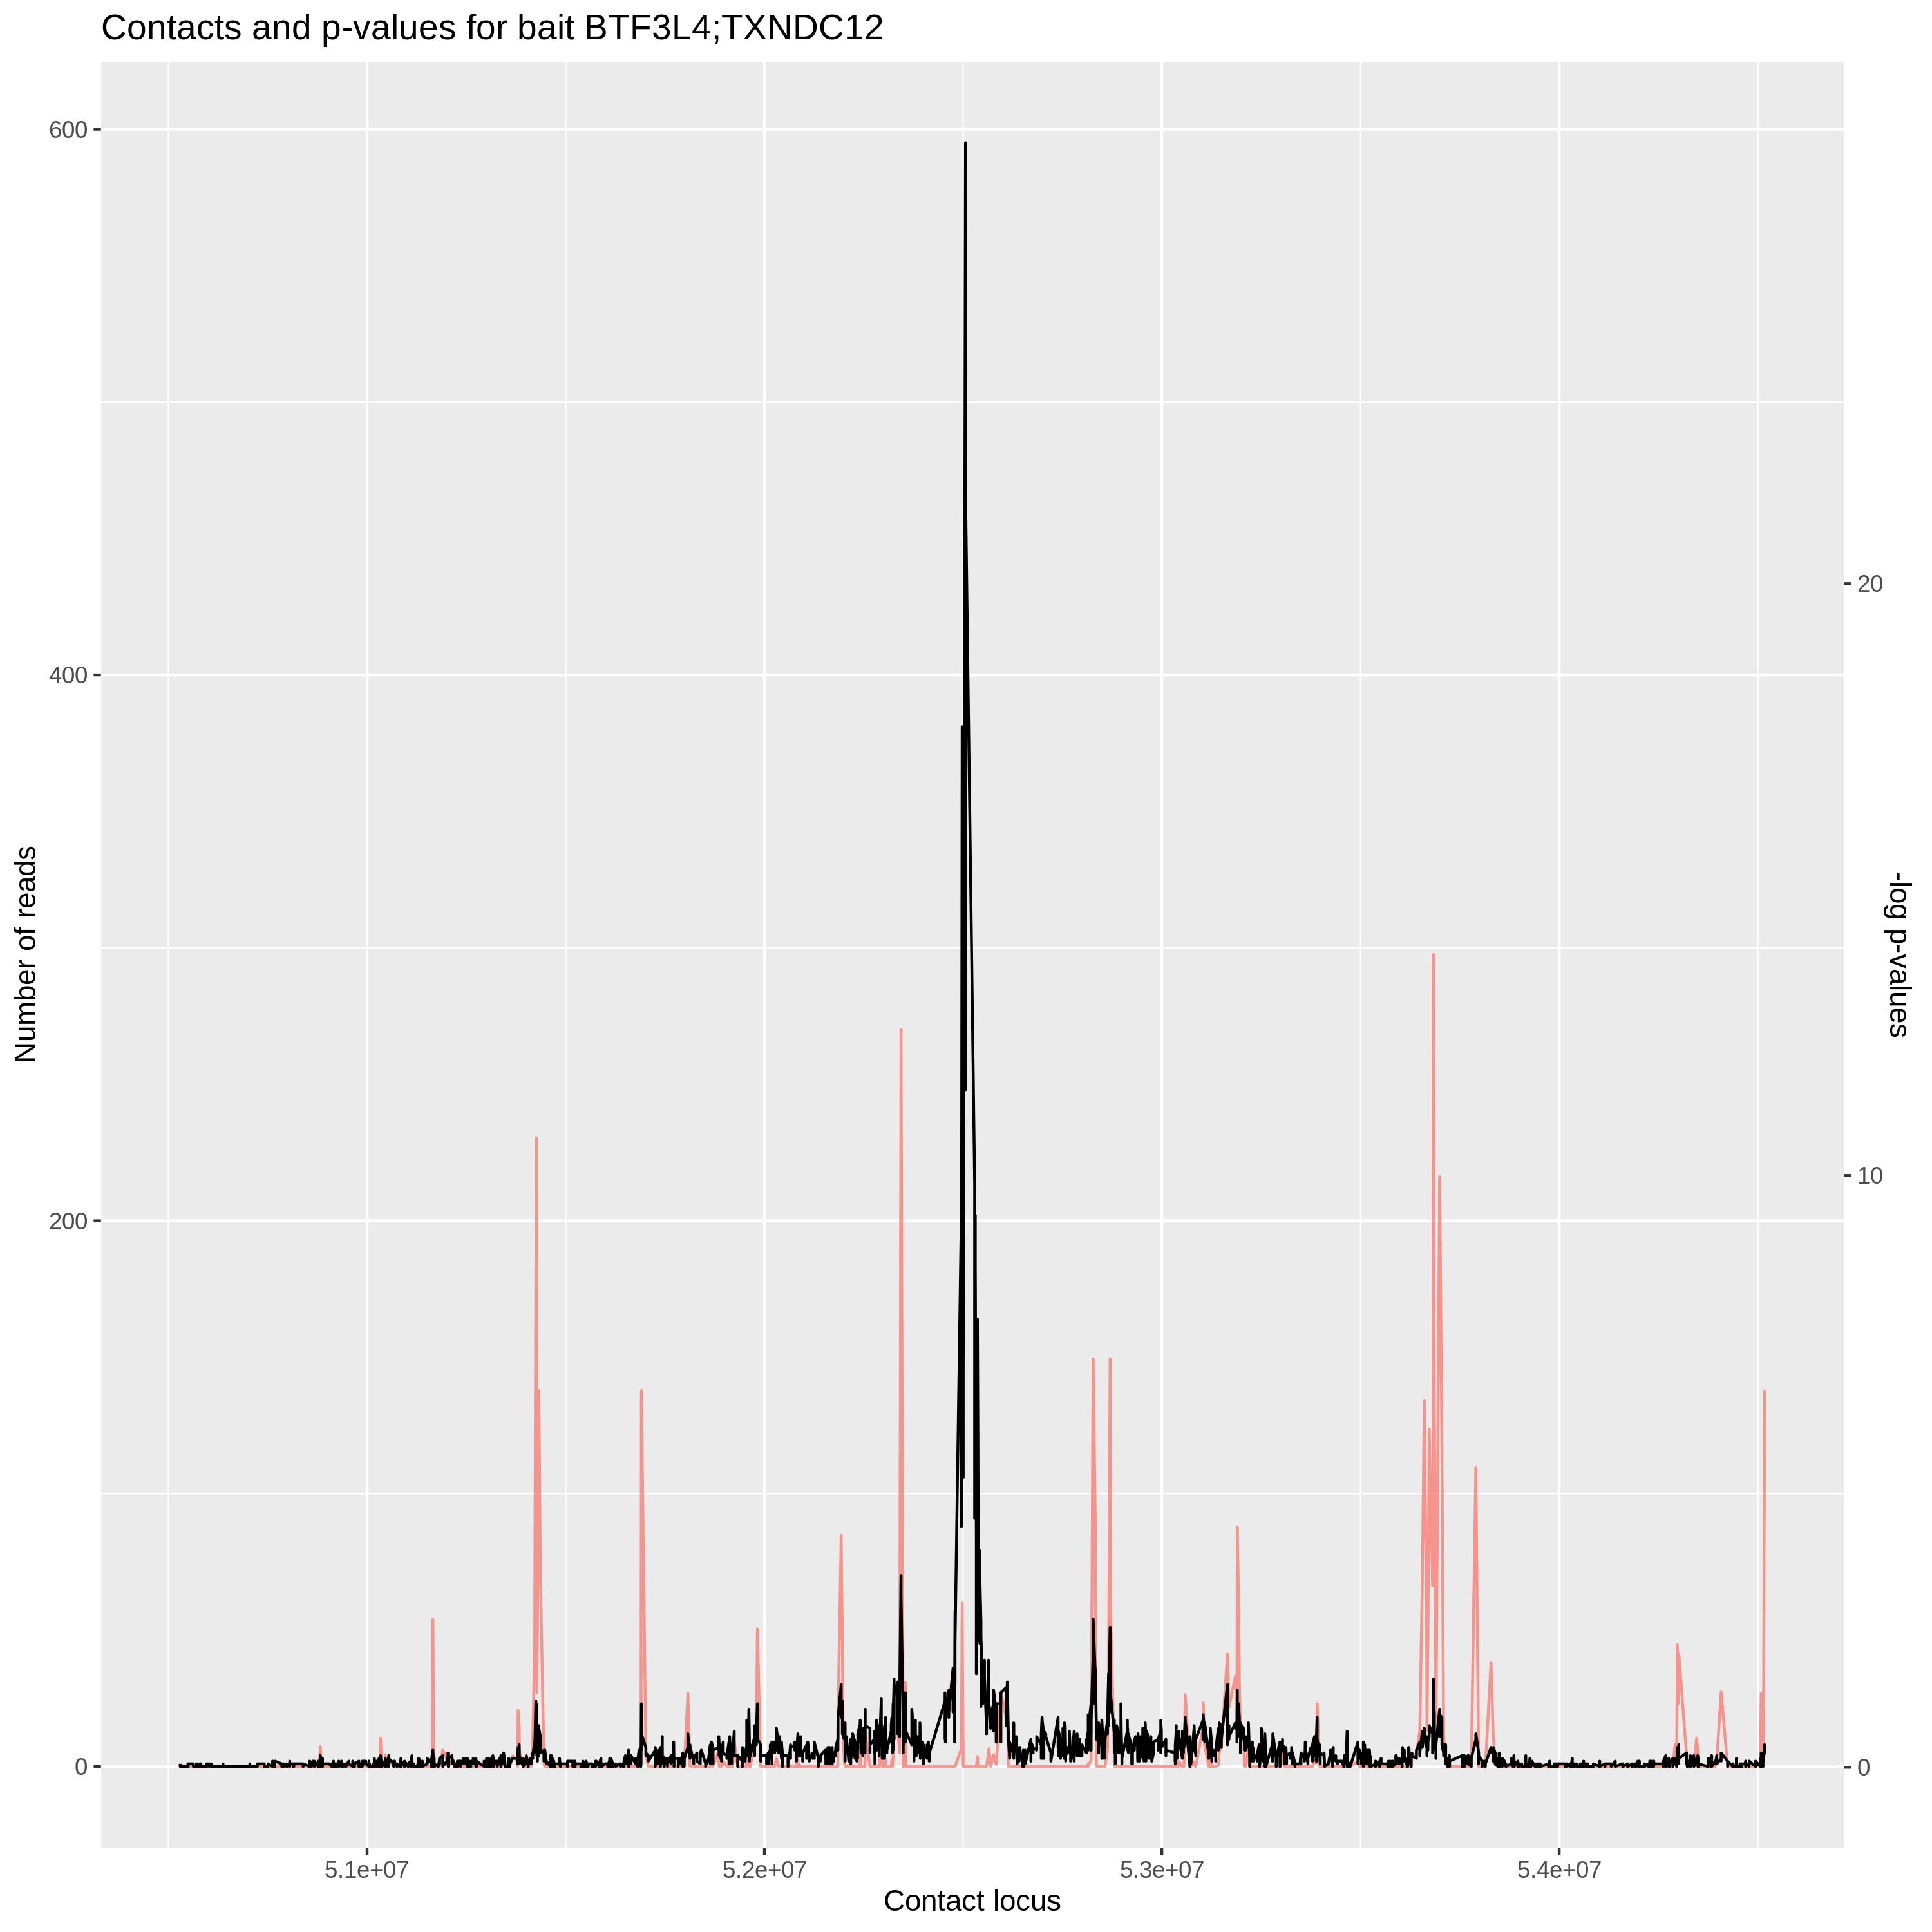 Contacts and p-values for bait BTF3L4;TXNDC12
600
400
200
0
Number of reads
20
10
0
-log p-values
5.1e+07
5.2e+07
5.3e+07
5.4e+07
Contact locus